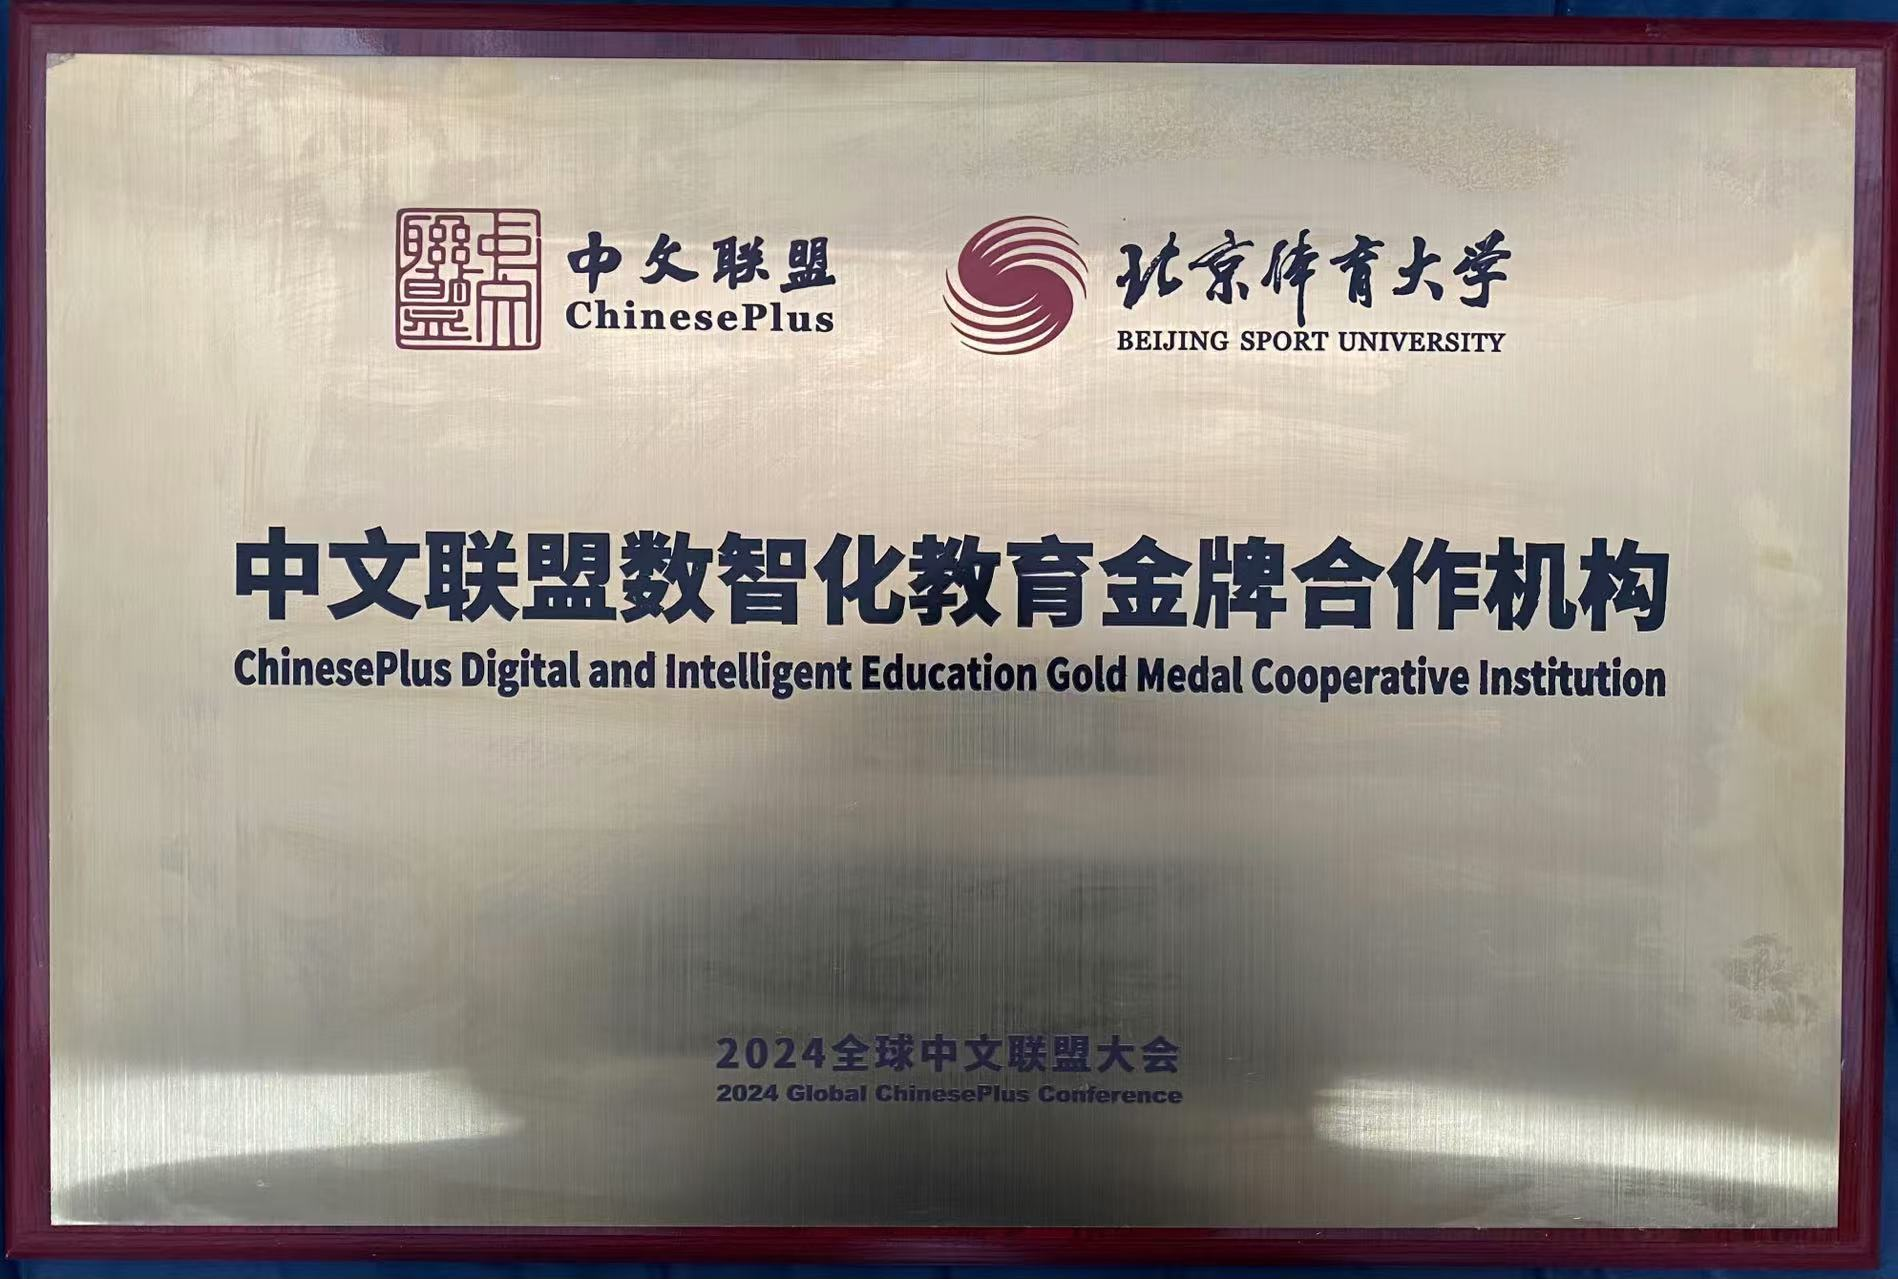 中文联盟
ChinesePlus
北京体育大学
BEIJING SPORT UNIVERSITY
中文联盟数智化教育金牌合作机构
ChinesePlus Digital and Intelligent Education Gold Medal Cooperative Institution
2024全球中文联盟大会
2024 Global ChinesePlus Conference